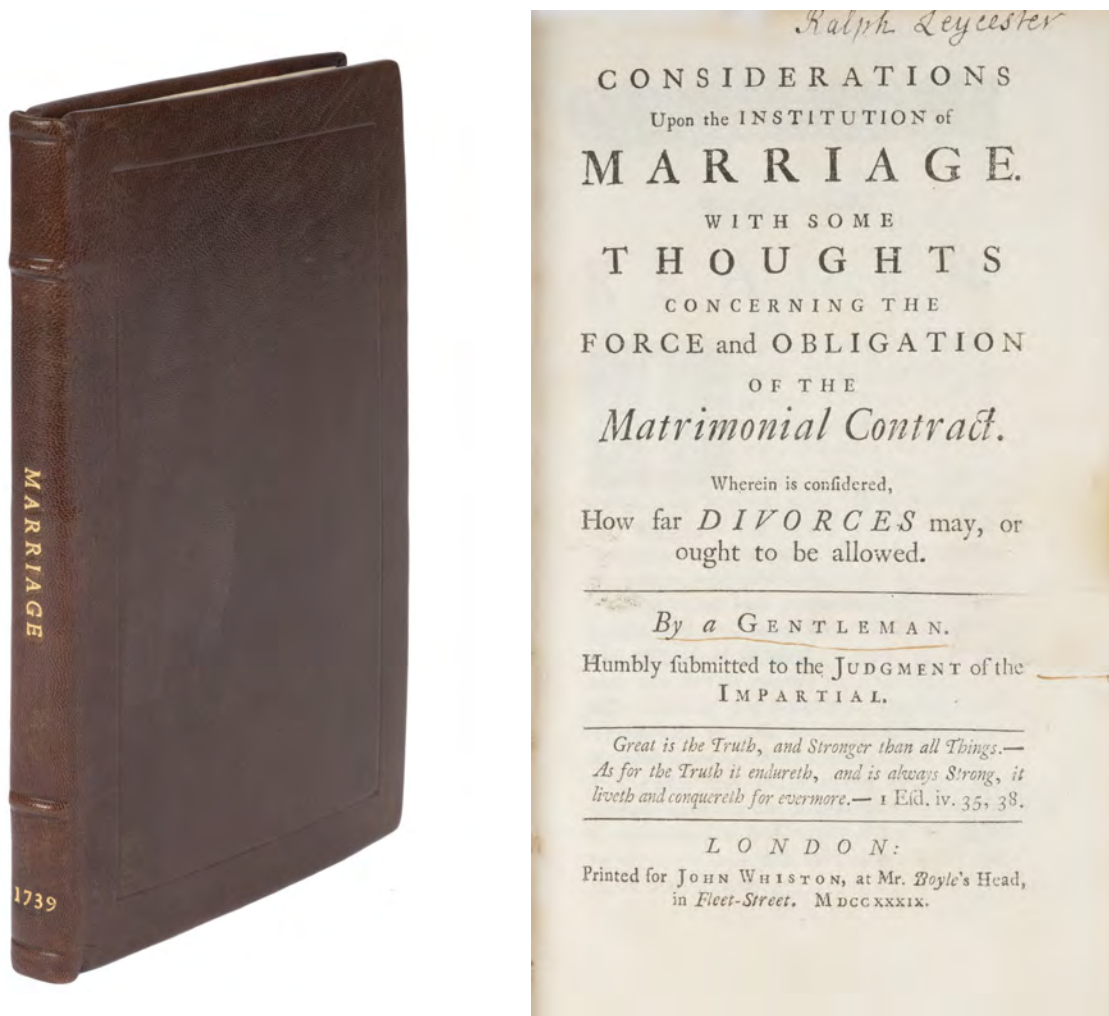 MARRIAGE
1739
Ralph Leycester
CONSIDERATIONS
Upon the INSTITUTION of
MARRIAGE.
WITH SOME
THOUGHTS
CONCERNING THE
FORCE and OBLIGATION
OF THE
Matrimonial Contract.
Wherein is conſidered,
How far DIVORCES may, or
ought to be allowed.
By a GENTLEMAN.
Humbly ſubmitted to the JUDGMENT of the
IMPARTIAL.
Great is the Truth, and Stronger than all Things.—
As for the Truth it endureth, and is always Strong, it
liveth and conquereth for evermore.— 1 Eſd. iv. 35, 38.
LONDON:
Printed for JOHN WHISTON, at Mr. Boyle's Head,
in Fleet-Street. MDCCXXXIX.